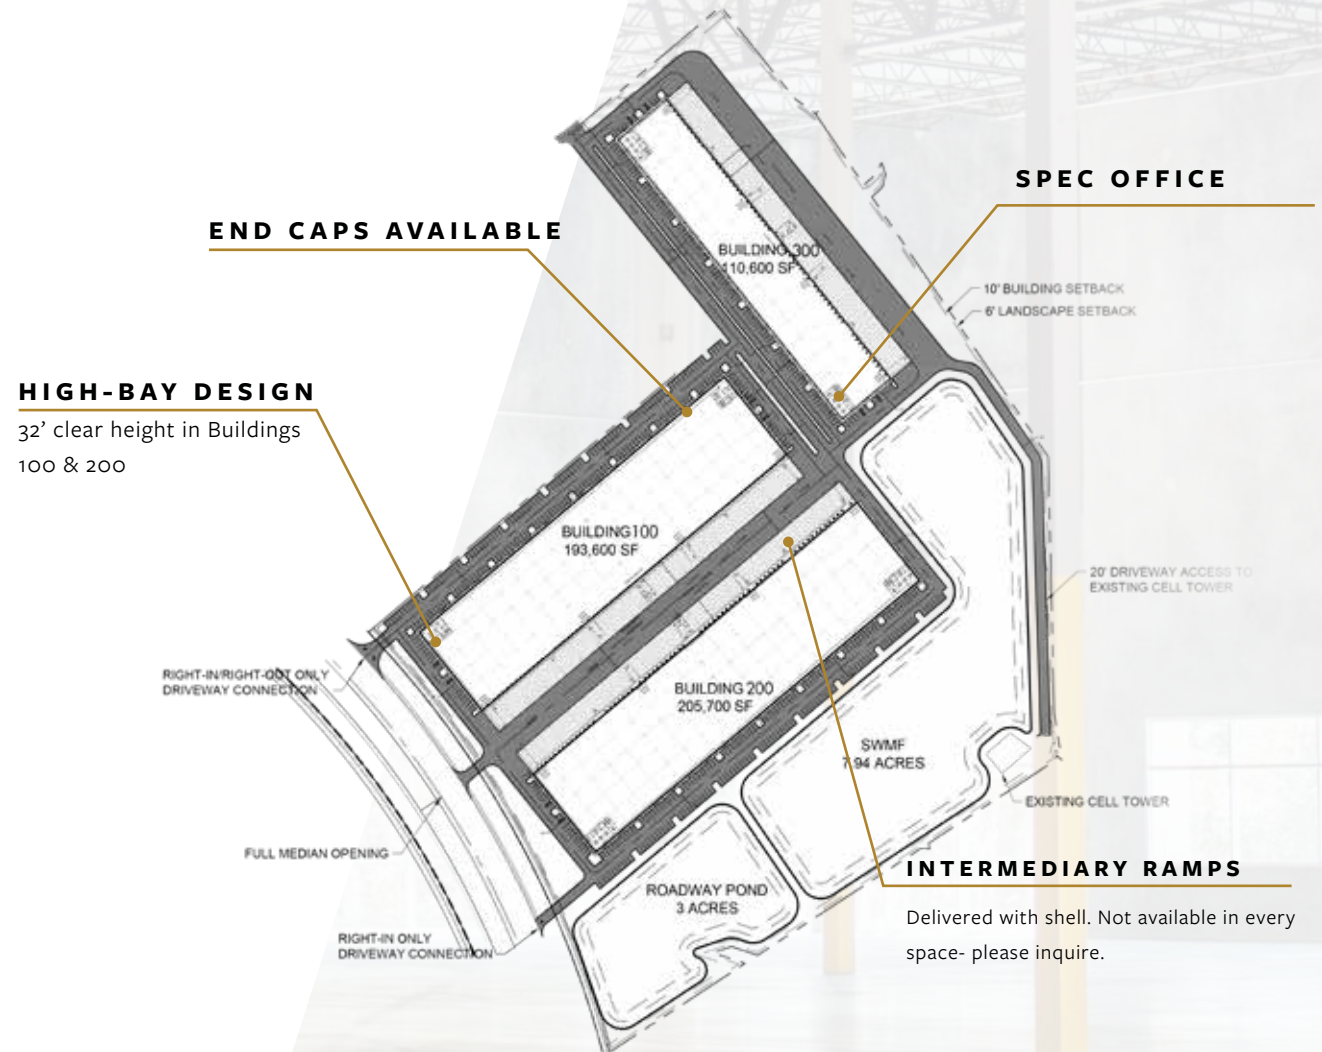 SPEC OFFICE
END CAPS AVAILABLE
BUILDING 300
110,600 SF
10' BUILDING SETBACK
6' LANDSCAPE SETBACK
HIGH-BAY DESIGN
32’ clear height in Buildings
100 & 200
BUILDING100
193,600 SF
20' DRIVEWAY ACCESS TO
EXISTING CELL TOWER
RIGHT-IN/RIGHT-OUT ONLY
DRIVEWAY CONNECTION
BUILDING 200
205,700 SF
SWMF
7.94 ACRES
EXISTING CELL TOWER
FULL MEDIAN OPENING
INTERMEDIARY RAMPS
Delivered with shell. Not available in every
space- please inquire.
ROADWAY POND
3 ACRES
RIGHT-IN ONLY
DRIVEWAY CONNECTION